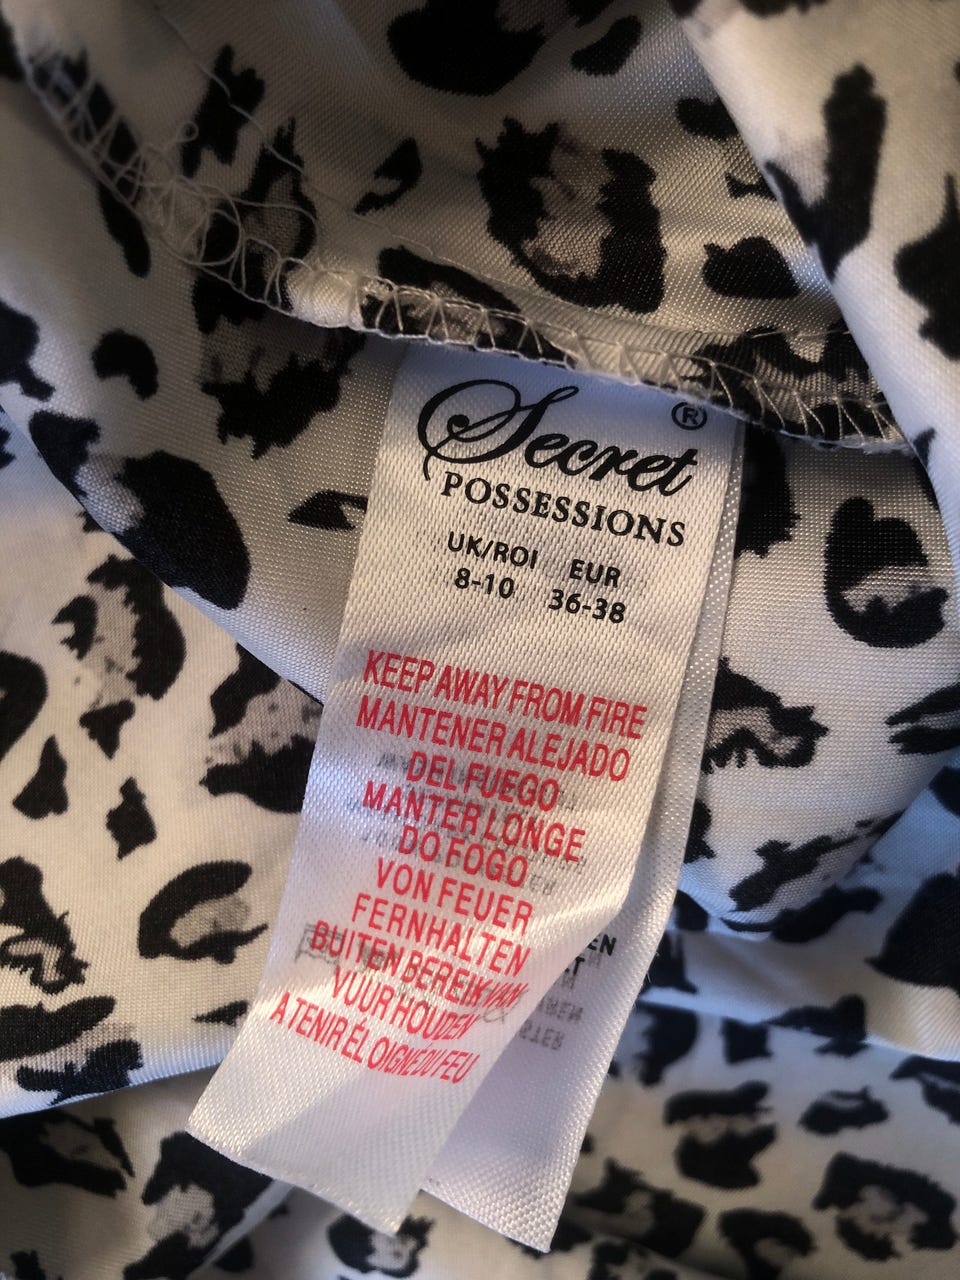 Secret®
POSSESSIONS
UK/ROI EUR
8-10 36-38
KEEP AWAY FROM FIRE
MANTENER ALEJADO
DEL FUEGO
MANTER LONGE
DO FOGO
VON FEUER
FERNHALTEN
BUITEN BEREIK VAN
VUUR HOUDEN
A TENIR ÉLOIGNÉ DU FEU